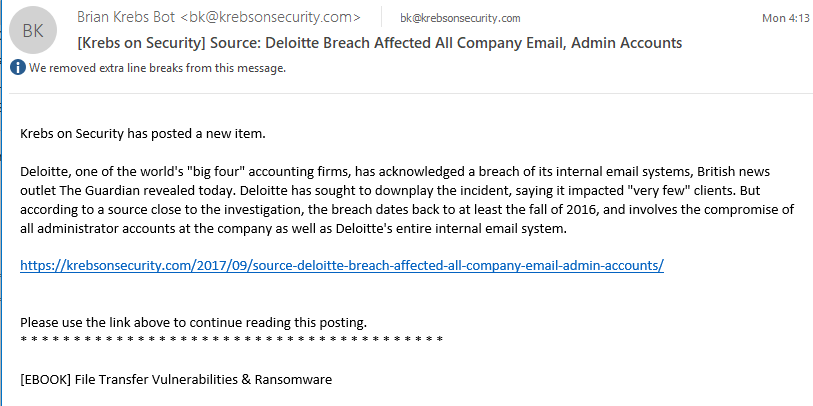 BK
Brian Krebs Bot <bk@krebsonsecurity.com>
bk@krebsonsecurity.com
Mon 4:13
[Krebs on Security] Source: Deloitte Breach Affected All Company Email, Admin Accounts
We removed extra line breaks from this message.
Krebs on Security has posted a new item.
Deloitte, one of the world's "big four" accounting firms, has acknowledged a breach of its internal email systems, British news
outlet The Guardian revealed today. Deloitte has sought to downplay the incident, saying it impacted "very few" clients. But
according to a source close to the investigation, the breach dates back to at least the fall of 2016, and involves the compromise of
all administrator accounts at the company as well as Deloitte's entire internal email system.
https://krebsonsecurity.com/2017/09/source-deloitte-breach-affected-all-company-email-admin-accounts/
Please use the link above to continue reading this posting.
* * * * * * * * * * * * * * * * * * * * * * * * * * * * * * * * * * * * * * * *
[EBOOK] File Transfer Vulnerabilities & Ransomware